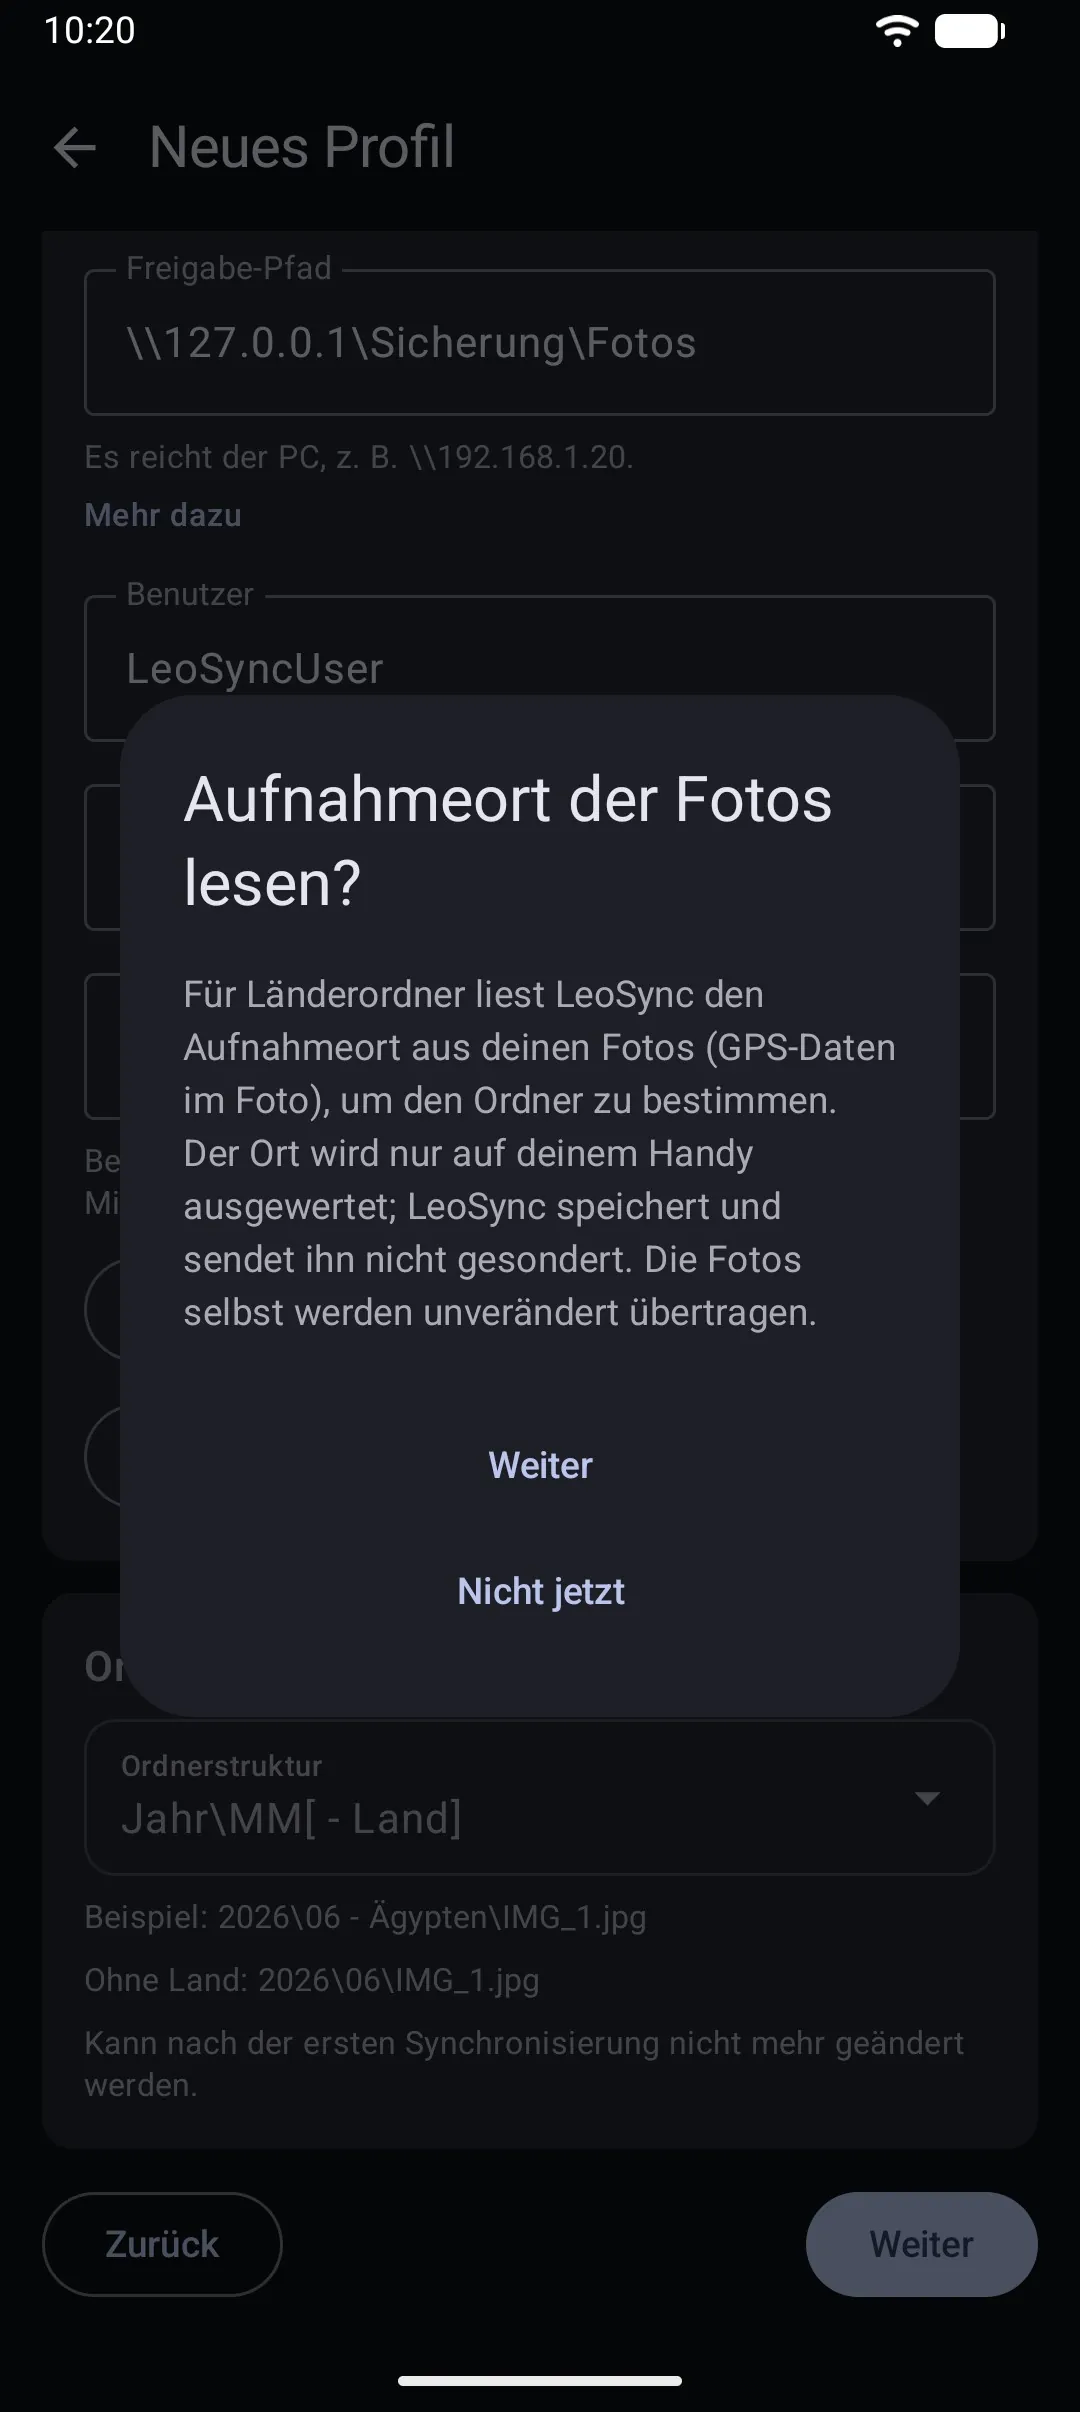 10:20
Neues Profil
Freigabe-Pfad
\\127.0.0.1\Sicherung\Fotos
Es reicht der PC, z. B. \\192.168.1.20.
Mehr dazu
Benutzer
LeoSyncUser
Aufnahmeort der Fotos
lesen?
Für Länderordner liest LeoSync den
Aufnahmeort aus deinen Fotos (GPS-Daten
im Foto), um den Ordner zu bestimmen.
Der Ort wird nur auf deinem Handy
ausgewertet; LeoSync speichert und
sendet ihn nicht gesondert. Die Fotos
selbst werden unverändert übertragen.
Weiter
Nicht jetzt
Ordnerstruktur
Jahr\MM[ - Land]
Beispiel: 2026\06 - Ägypten\IMG_1.jpg
Ohne Land: 2026\06\IMG_1.jpg
Kann nach der ersten Synchronisierung nicht mehr geändert
werden.
Zurück
Weiter